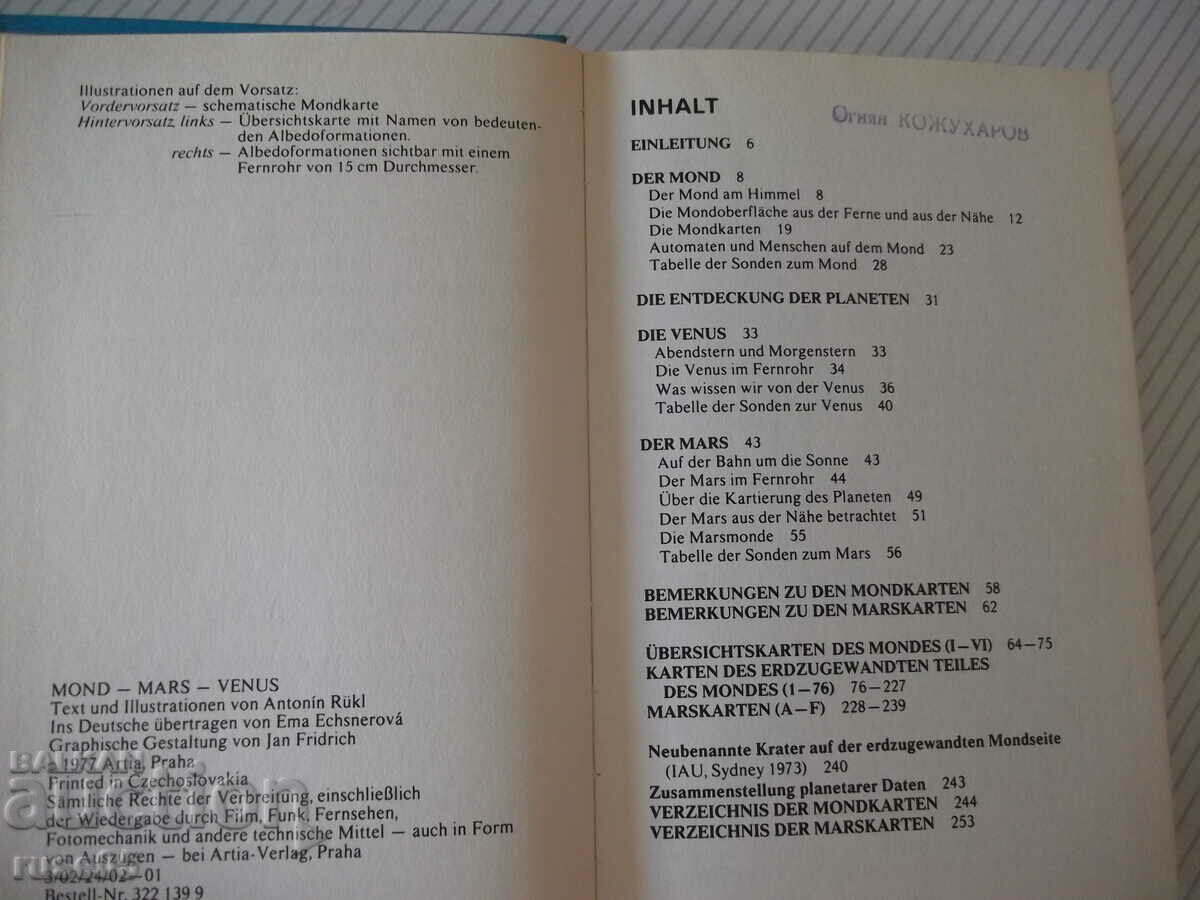 Illustrationen auf dem Vorsatz:
Vordervorsatz — schematische Mondkarte
Hintervorsatz, links — Übersichtskarte mit Namen von bedeuten-
den Albedoformationen.
rechts — Albedoformationen sichtbar mit einem
Fernrohr von 15 cm Durchmesser.
MOND — MARS — VENUS
Text und Illustrationen von Antonín Rükl
Ins Deutsche übertragen von Ema Echsnerová
Graphische Gestaltung von Jan Fridrich
a 1977 Artia, Praha
Printed in Czechoslovakia
Sämtliche Rechte der Verbreitung, einschließlich
der Wiedergabe durch Film, Funk, Fernsehen,
Fotomechanik und andere technische Mittel — auch in Form
von Auszügen — bei Artia-Verlag, Praha
3/02/24/02—01
Bestell-Nr. 322 139 9
INHALT
Огнян КОЖУХАРОВ
EINLEITUNG 6
DER MOND 8
Der Mond am Himmel 8
Die Mondoberfläche aus der Ferne und aus der Nähe 12
Die Mondkarten 19
Automaten und Menschen auf dem Mond 23
Tabelle der Sonden zum Mond 28
DIE ENTDECKUNG DER PLANETEN 31
DIE VENUS 33
Abendstern und Morgenstern 33
Die Venus im Fernrohr 34
Was wissen wir von der Venus 36
Tabelle der Sonden zur Venus 40
DER MARS 43
Auf der Bahn um die Sonne 43
Der Mars im Fernrohr 44
Über die Kartierung des Planeten 49
Der Mars aus der Nähe betrachtet 51
Die Marsmonde 55
Tabelle der Sonden zum Mars 56
BEMERKUNGEN ZU DEN MONDKARTEN 58
BEMERKUNGEN ZU DEN MARSKARTEN 62
ÜBERSICHTSKARTEN DES MONDES (I—VI) 64—75
KARTEN DES ERDZUGEWANDTEN TEILES
DES MONDES (1—76) 76—227
MARSKARTEN (A—F) 228—239
Neubenannte Krater auf der erdzugewandten Mondseite
(IAU, Sydney 1973) 240
Zusammenstellung planetarer Daten 243
VERZEICHNIS DER MONDKARTEN 244
VERZEICHNIS DER MARSKARTEN 253
BALKAN
auction